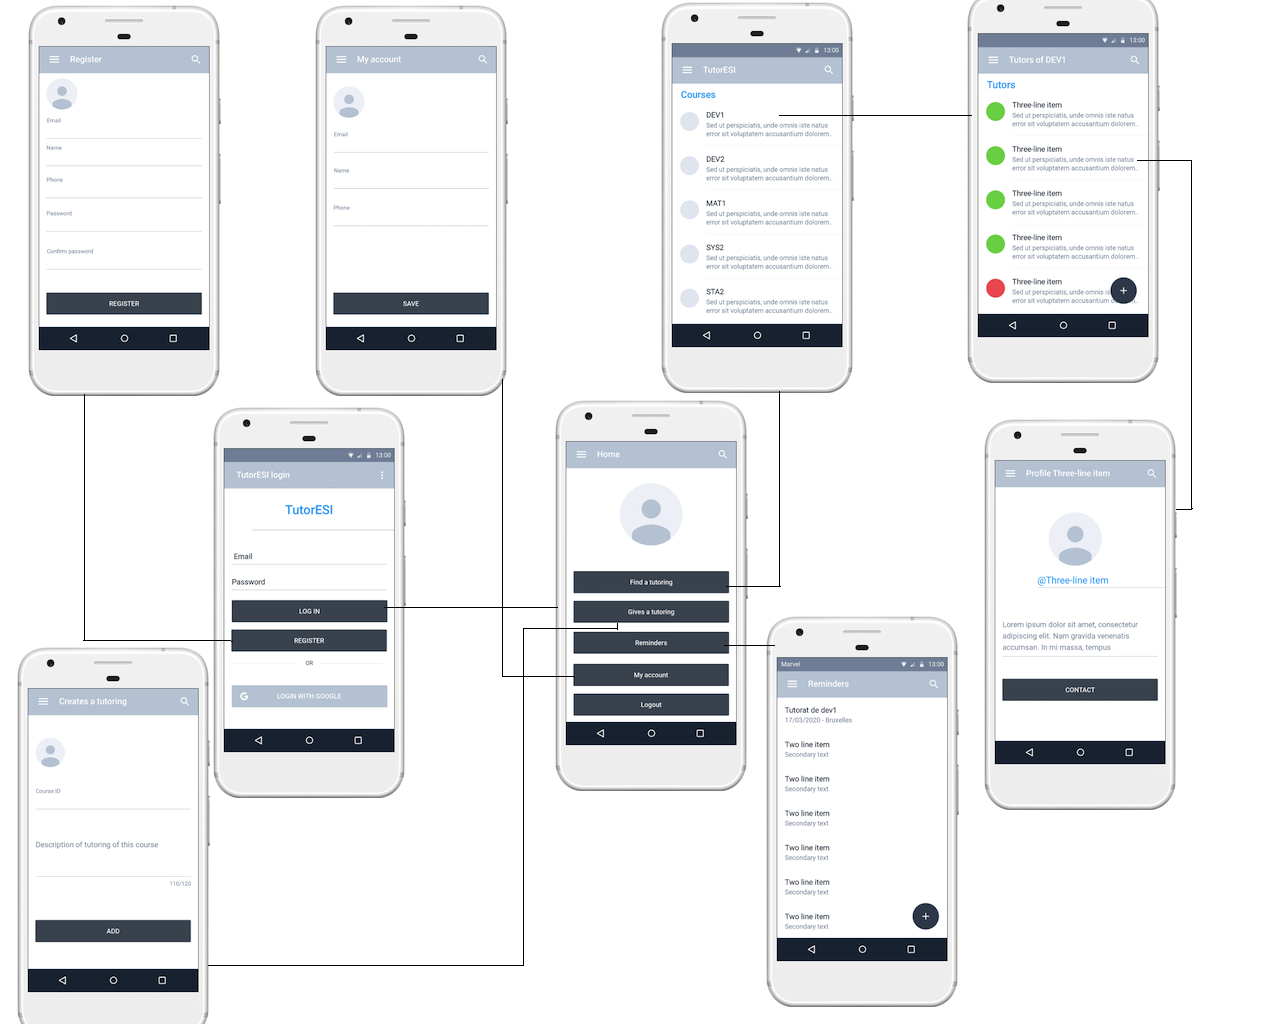 Register
Email
Name
Phone
Password
Confirm password
REGISTER
My account
Email
Name
Phone
SAVE
13:00
TutorESI
Courses
DEV1
Sed ut perspiciatis, unde omnis iste natus
error sit voluptatem accusantium dolorem..
DEV2
Sed ut perspiciatis, unde omnis iste natus
error sit voluptatem accusantium dolorem..
MAT1
Sed ut perspiciatis, unde omnis iste natus
error sit voluptatem accusantium dolorem..
SYS2
Sed ut perspiciatis, unde omnis iste natus
error sit voluptatem accusantium dolorem..
STA2
Sed ut perspiciatis, unde omnis iste natus
error sit voluptatem accusantium dolorem..
13:00
Tutors of DEV1
Tutors
Three-line item
Sed ut perspiciatis, unde omnis iste natus
error sit voluptatem accusantium dolorem..
Three-line item
Sed ut perspiciatis, unde omnis iste natus
error sit voluptatem accusantium dolorem..
Three-line item
Sed ut perspiciatis, unde omnis iste natus
error sit voluptatem accusantium dolorem..
Three-line item
Sed ut perspiciatis, unde omnis iste natus
error sit voluptatem accusantium dolorem..
Three-line item
Sed ut perspiciatis, unde omnis
error sit voluptatem accusantium
+
13:00
TutorESI login
TutorESI
Email
Password
LOG IN
REGISTER
OR
G LOGIN WITH GOOGLE
Home
Find a tutoring
Gives a tutoring
Reminders
My account
Logout
Profile Three-line item
@Three-line item
Lorem ipsum dolor sit amet, consectetur
adipiscing elit. Nam gravida venenatis
accumsan. In mi massa, tempus
CONTACT
Creates a tutoring
Course ID
Description of tutoring of this course
110/120
ADD
Marvel 13:00
Reminders
Tutorat de dev1
17/03/2020 - Bruxelles
Two line item
Secondary text
Two line item
Secondary text
Two line item
Secondary text
Two line item
Secondary text
Two line item
Secondary text
Two line item
Secondary text
+